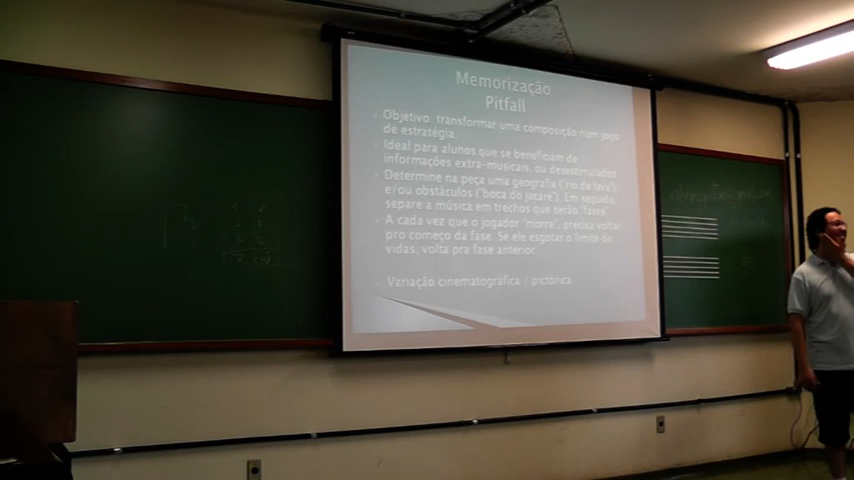 Memorização
Pitfall
Objetivo: transformar uma composição num jogo
de estratégia.
Ideal para alunos que se beneficiam de
informações extra-musicais, ou desestimulados.
Determine na peça uma geografia ("rio de lava"),
e/ou obstáculos ("boca do jacaré"). Em seguida,
separe a música em trechos que serão "fases".
A cada vez que o jogador "morre", precisa voltar
pro começo da fase. Se ele esgotar o limite de
vidas, volta pra fase anterior.
Variação cinematográfica / pictórica